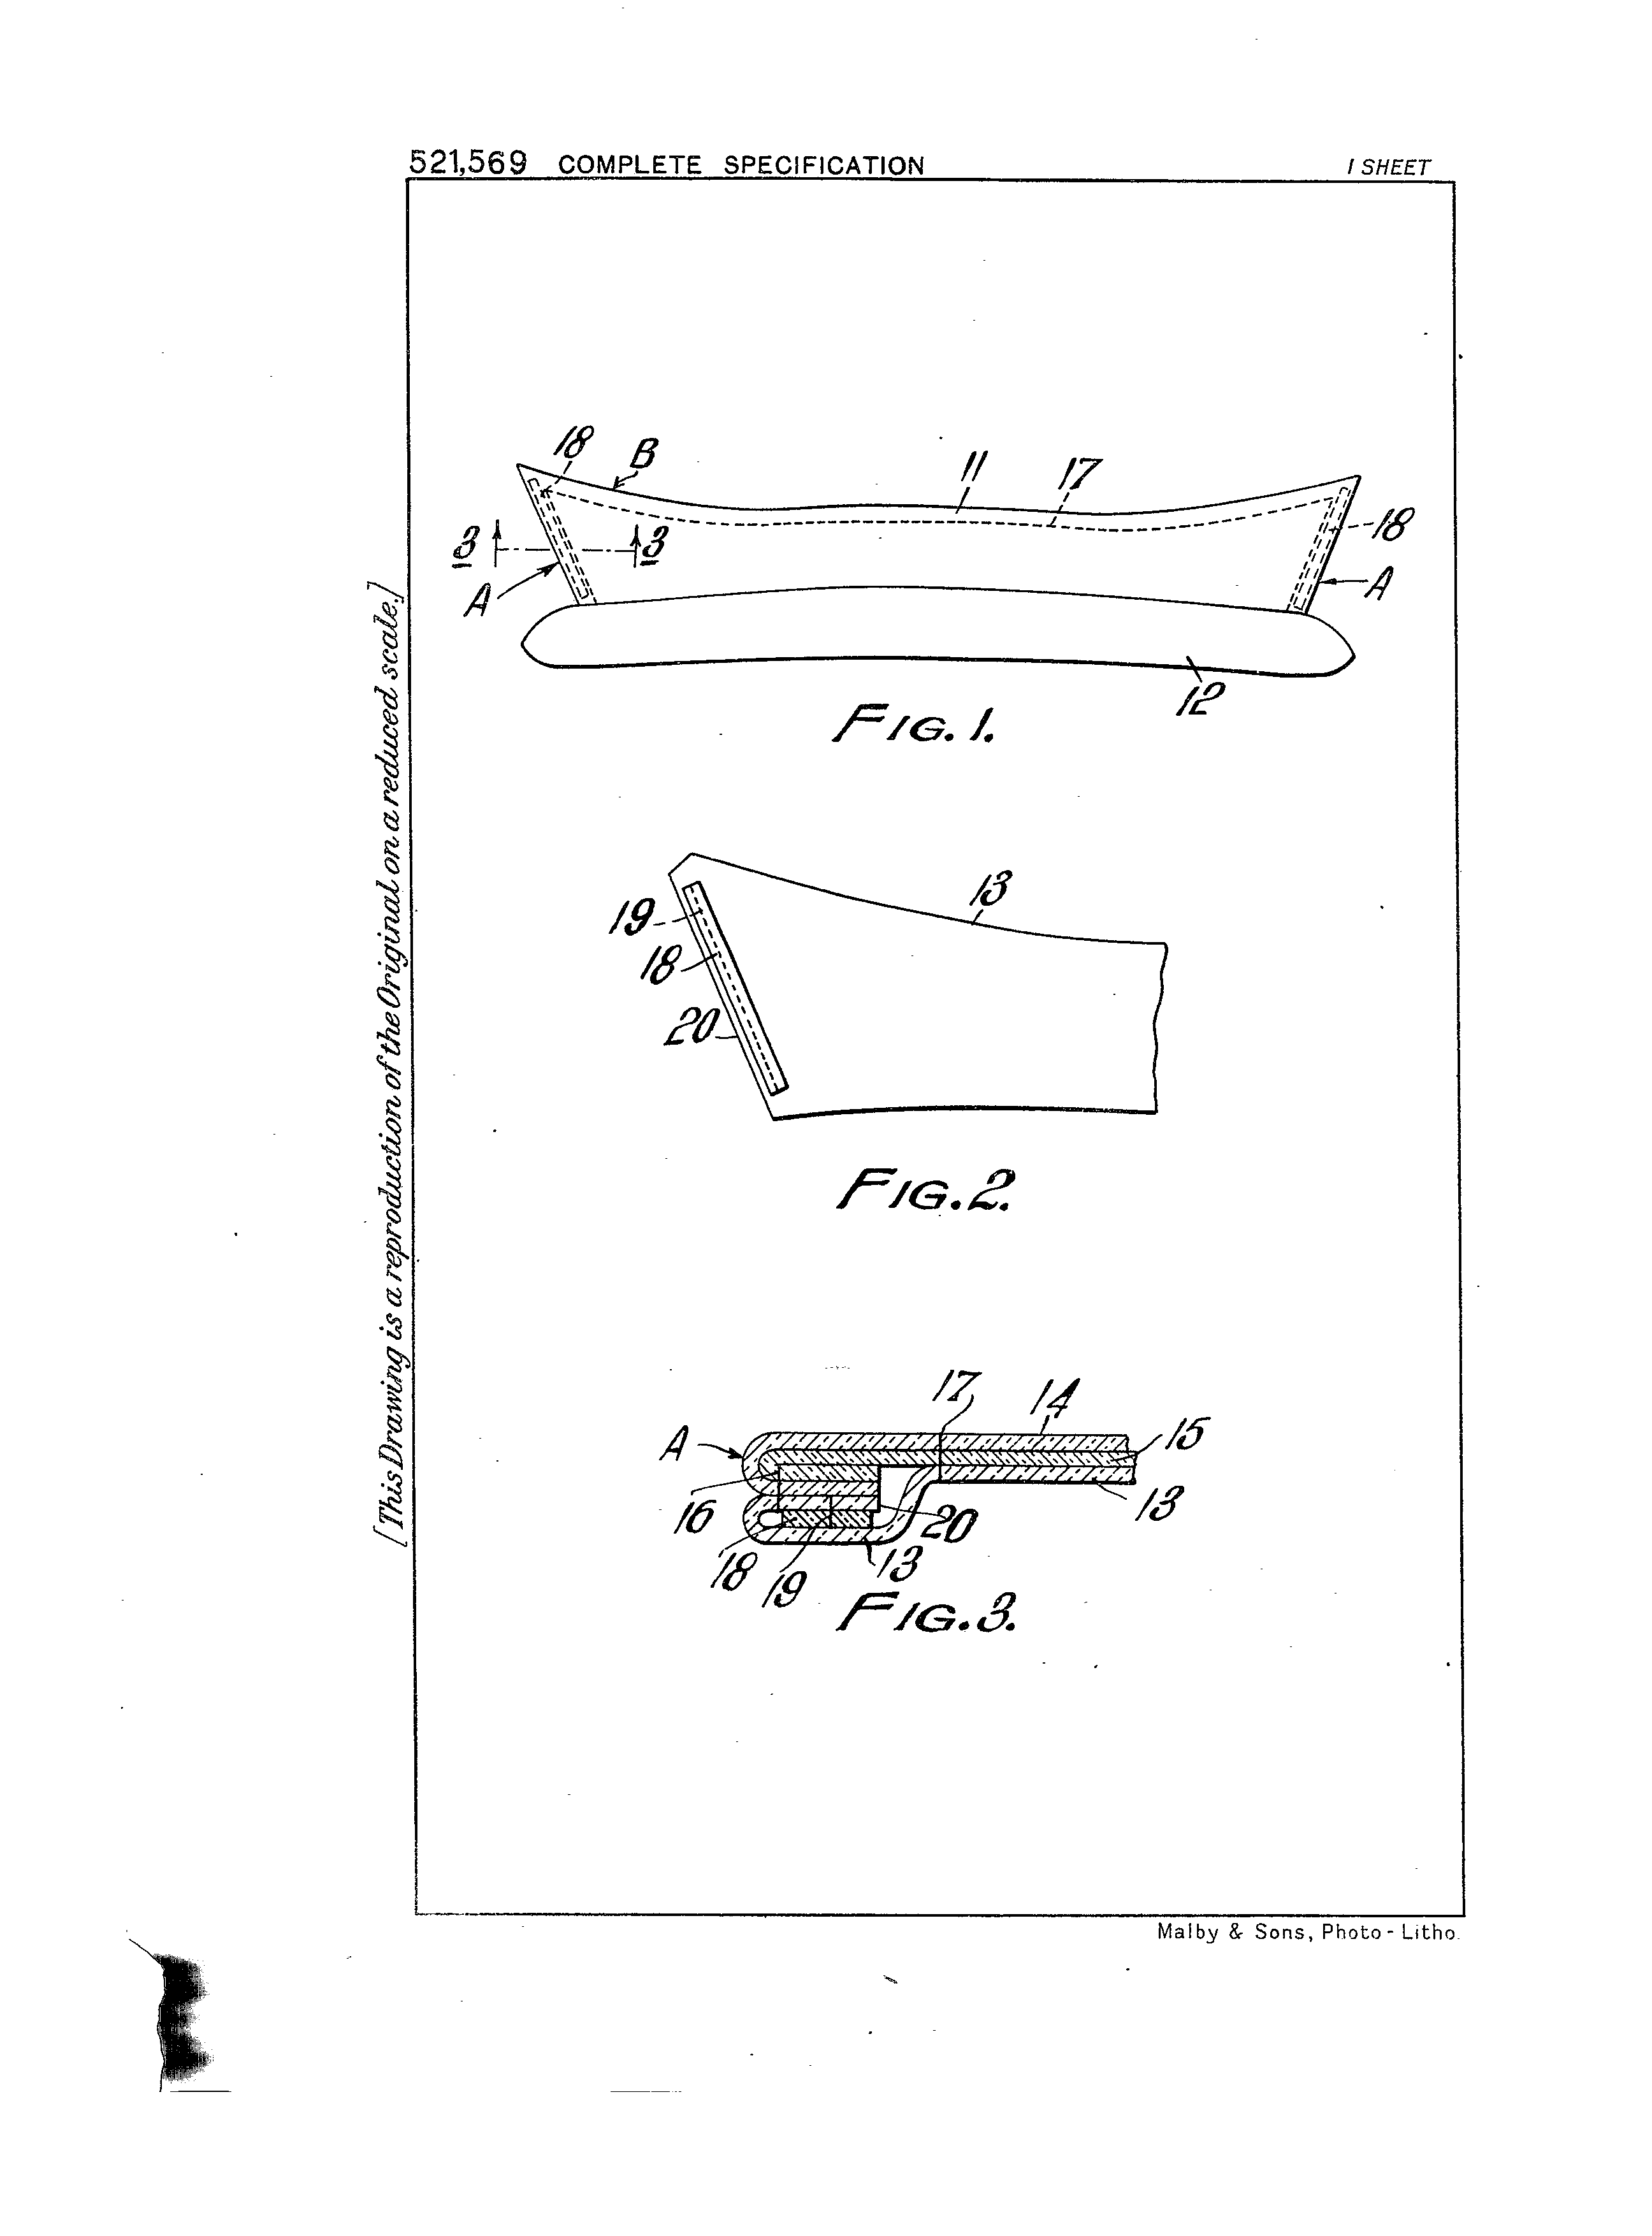 521,569 COMPLETE SPECIFICATION 1 SHEET
[This Drawing is a reproduction of the Original on a reduced scale.]
18 B 11 17
3 3 18
A A
12
FIG. 1.
13
19
18
20
FIG. 2.
17 14
A 15
16 20 13
18 19 13
FIG. 3.
Malby & Sons, Photo-Litho.